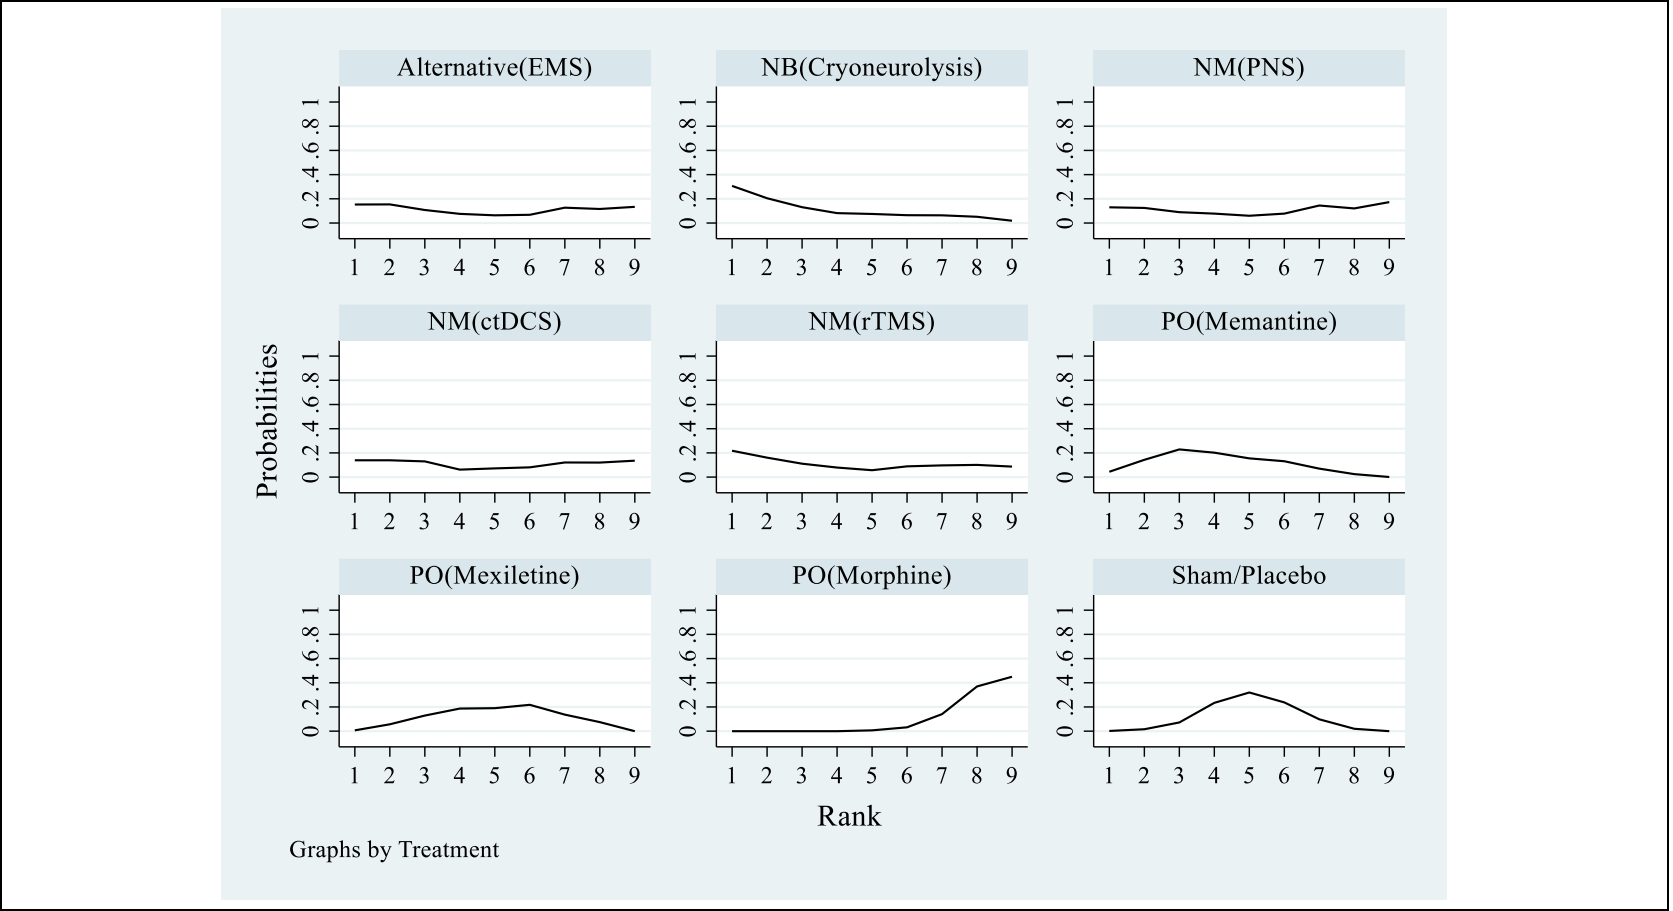 Alternative(EMS) NB(Cryoneurolysis) NM(PNS)
0 .2 .4 .6 .8 1 0 .2 .4 .6 .8 1 0 .2 .4 .6 .8 1
1 2 3 4 5 6 7 8 9 1 2 3 4 5 6 7 8 9 1 2 3 4 5 6 7 8 9
NM(ctDCS) NM(rTMS) PO(Memantine)
0 .2 .4 .6 .8 1 0 .2 .4 .6 .8 1 0 .2 .4 .6 .8 1
1 2 3 4 5 6 7 8 9 1 2 3 4 5 6 7 8 9 1 2 3 4 5 6 7 8 9
Probabilities
PO(Mexiletine) PO(Morphine) Sham/Placebo
0 .2 .4 .6 .8 1 0 .2 .4 .6 .8 1 0 .2 .4 .6 .8 1
1 2 3 4 5 6 7 8 9 1 2 3 4 5 6 7 8 9 1 2 3 4 5 6 7 8 9
Rank
Graphs by Treatment